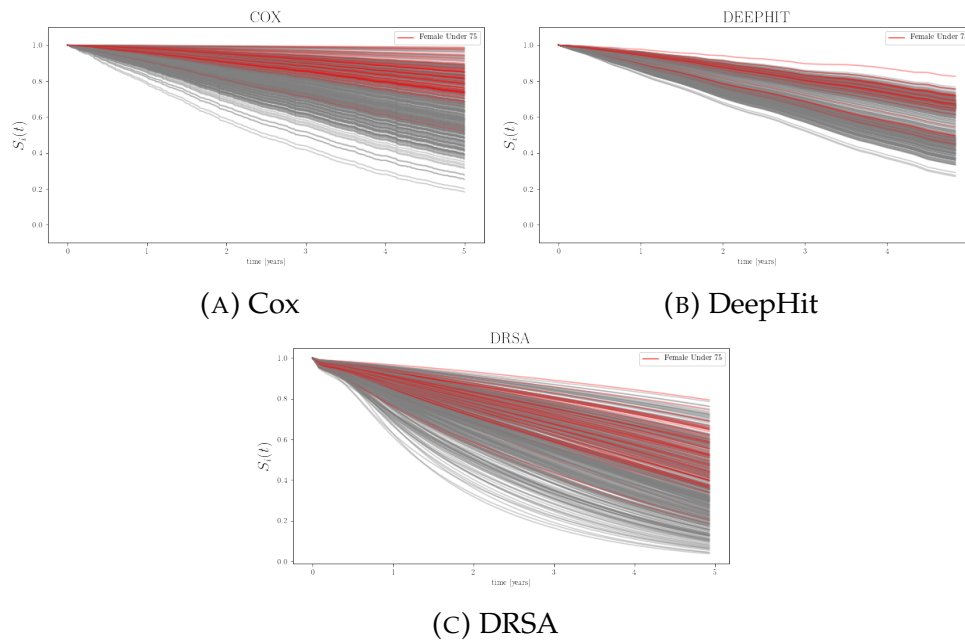 COX
Female Under 75
1.0
0.8
0.6
0.4
0.2
0.0
S_i(t)
0 1 2 3 4 5
time [years]
(A) Cox
DEEPHIT
Female Under 75
1.0
0.8
0.6
0.4
0.2
0.0
S_i(t)
0 1 2 3 4
time [years]
(B) DeepHit
DRSA
Female Under 75
1.0
0.8
0.6
0.4
0.2
0.0
S_i(t)
0 1 2 3 4 5
time [years]
(C) DRSA